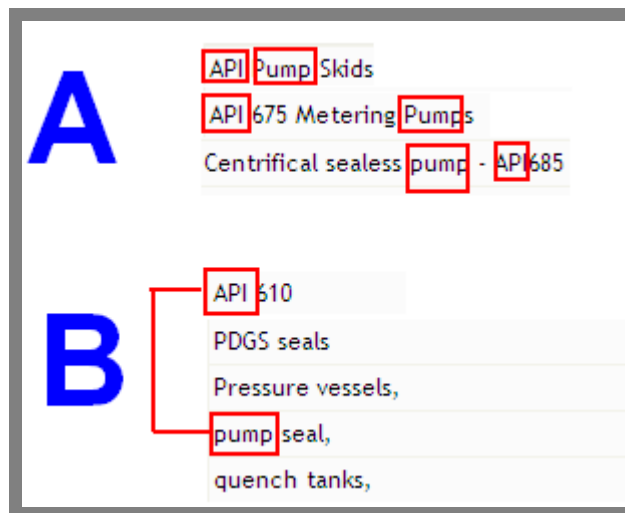 A
API Pump Skids
API 675 Metering Pumps
Centrifical sealess pump - API685
B
API 610
PDGS seals
Pressure vessels,
pump seal,
quench tanks,